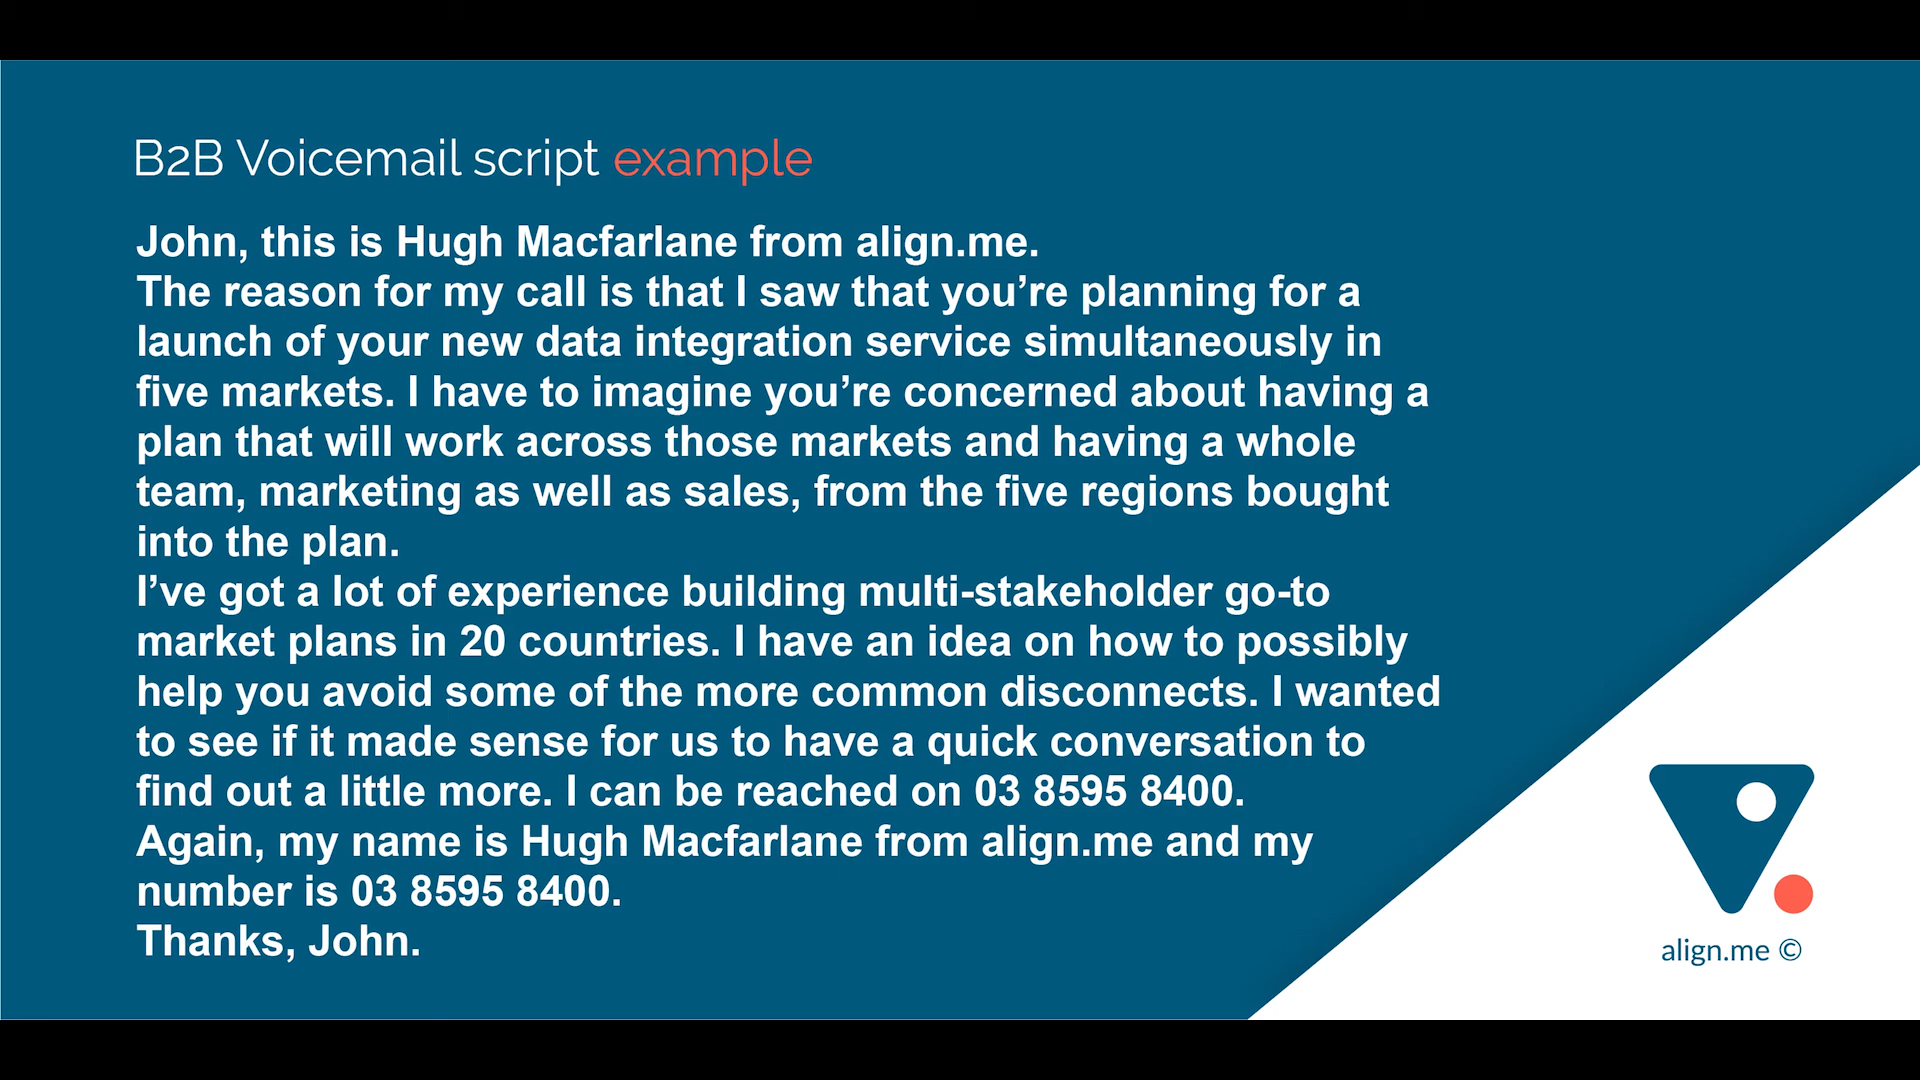 B2B Voicemail script example
John, this is Hugh Macfarlane from align.me.
The reason for my call is that I saw that you’re planning for a
launch of your new data integration service simultaneously in
five markets. I have to imagine you’re concerned about having a
plan that will work across those markets and having a whole
team, marketing as well as sales, from the five regions bought
into the plan.
I’ve got a lot of experience building multi-stakeholder go-to
market plans in 20 countries. I have an idea on how to possibly
help you avoid some of the more common disconnects. I wanted
to see if it made sense for us to have a quick conversation to
find out a little more. I can be reached on 03 8595 8400.
Again, my name is Hugh Macfarlane from align.me and my
number is 03 8595 8400.
Thanks, John.
align.me ©